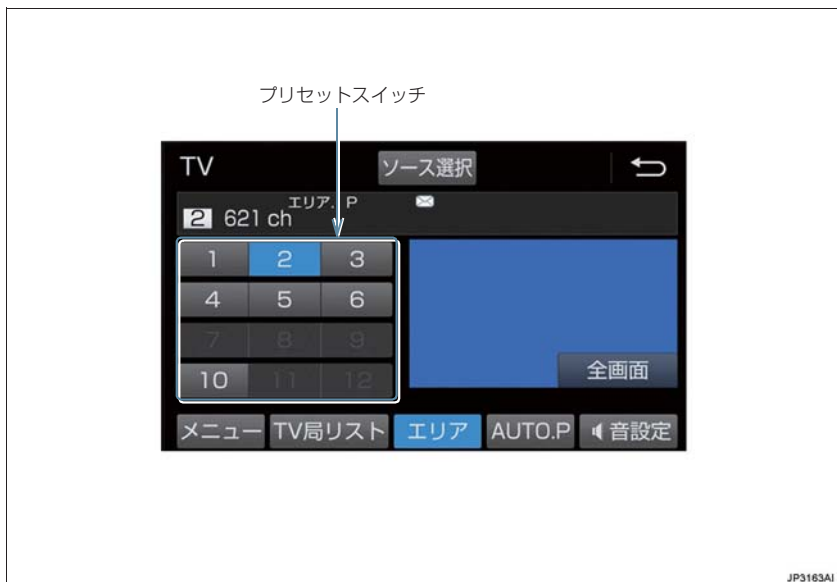 プリセットスイッチ
TV
ソース選択
エリア. P
2 621 ch
1 2 3
4 5 6
7 8 9
10 11 12
全画面
メニュー TV局リスト エリア AUTO.P 音設定
JP3163AI